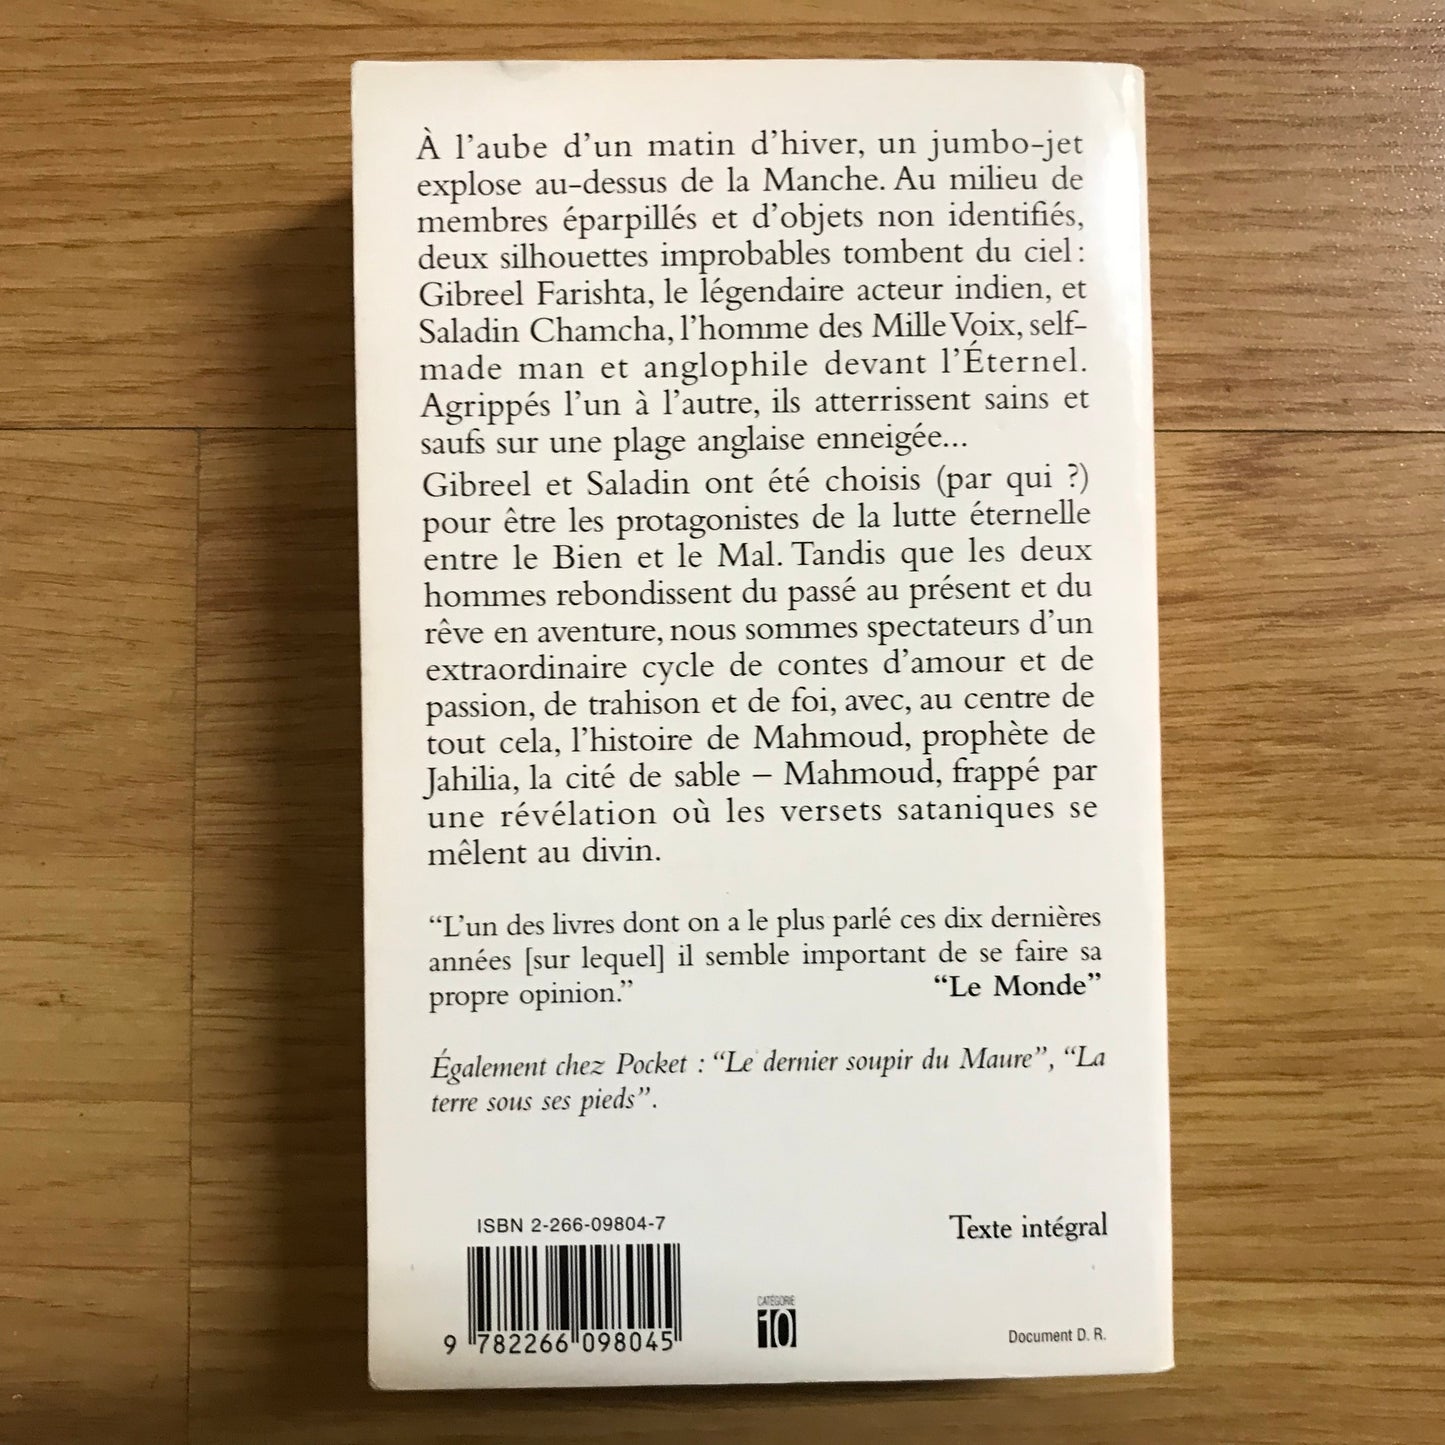 À l'aube d'un matin d'hiver, un jumbo-jet
explose au-dessus de la Manche. Au milieu de
membres éparpillés et d'objets non identifiés,
deux silhouettes improbables tombent du ciel :
Gibreel Farishta, le légendaire acteur indien, et
Saladin Chamcha, l'homme des Mille Voix, self-
made man et anglophile devant l'Éternel.
Agrippés l'un à l'autre, ils atterrissent sains et
saufs sur une plage anglaise enneigée...
Gibreel et Saladin ont été choisis (par qui ?)
pour être les protagonistes de la lutte éternelle
entre le Bien et le Mal. Tandis que les deux
hommes rebondissent du passé au présent et du
rêve en aventure, nous sommes spectateurs d'un
extraordinaire cycle de contes d'amour et de
passion, de trahison et de foi, avec, au centre de
tout cela, l'histoire de Mahmoud, prophète de
Jahilia, la cité de sable – Mahmoud, frappé par
une révélation où les versets sataniques se
mêlent au divin.
“L'un des livres dont on a le plus parlé ces dix dernières
années [sur lequel] il semble important de se faire sa
propre opinion.” “Le Monde”
Également chez Pocket : “Le dernier soupir du Maure”, “La
terre sous ses pieds”.
ISBN 2-266-09804-7
Texte intégral
9 782266 098045
CATÉGORIE
10
Document D. R.